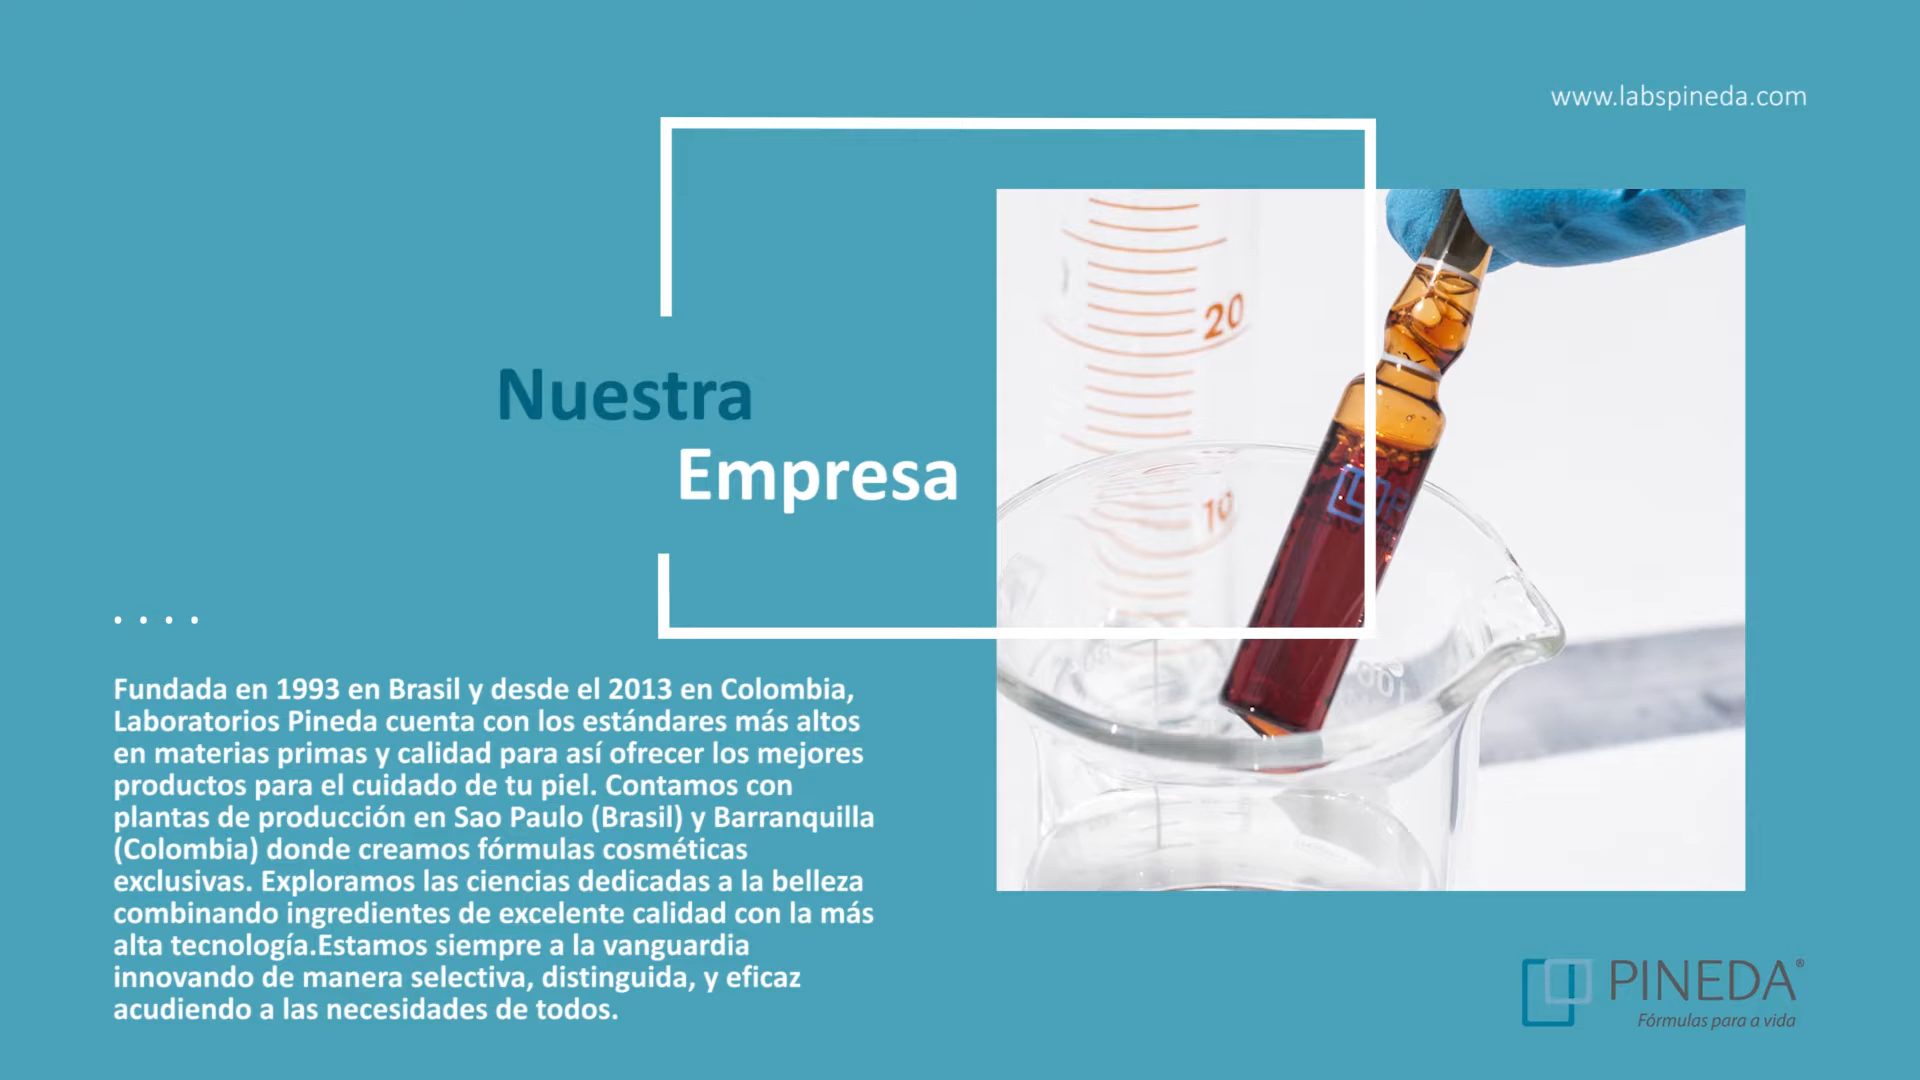 www.labspineda.com
20
10
Nuestra
Empresa
Fundada en 1993 en Brasil y desde el 2013 en Colombia,
Laboratorios Pineda cuenta con los estándares más altos
en materias primas y calidad para así ofrecer los mejores
productos para el cuidado de tu piel. Contamos con
plantas de producción en Sao Paulo (Brasil) y Barranquilla
(Colombia) donde creamos fórmulas cosméticas
exclusivas. Exploramos las ciencias dedicadas a la belleza
combinando ingredientes de excelente calidad con la más
alta tecnología.Estamos siempre a la vanguardia
innovando de manera selectiva, distinguida, y eficaz
acudiendo a las necesidades de todos.
PINEDA®
Fórmulas para a vida